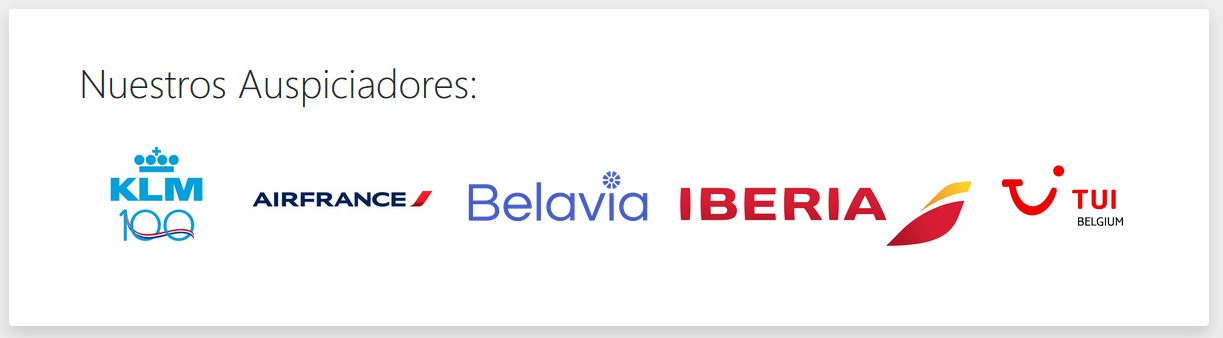 Nuestros Auspiciadores:
KLM
100
AIRFRANCE
Belavia
IBERIA
TUI
BELGIUM